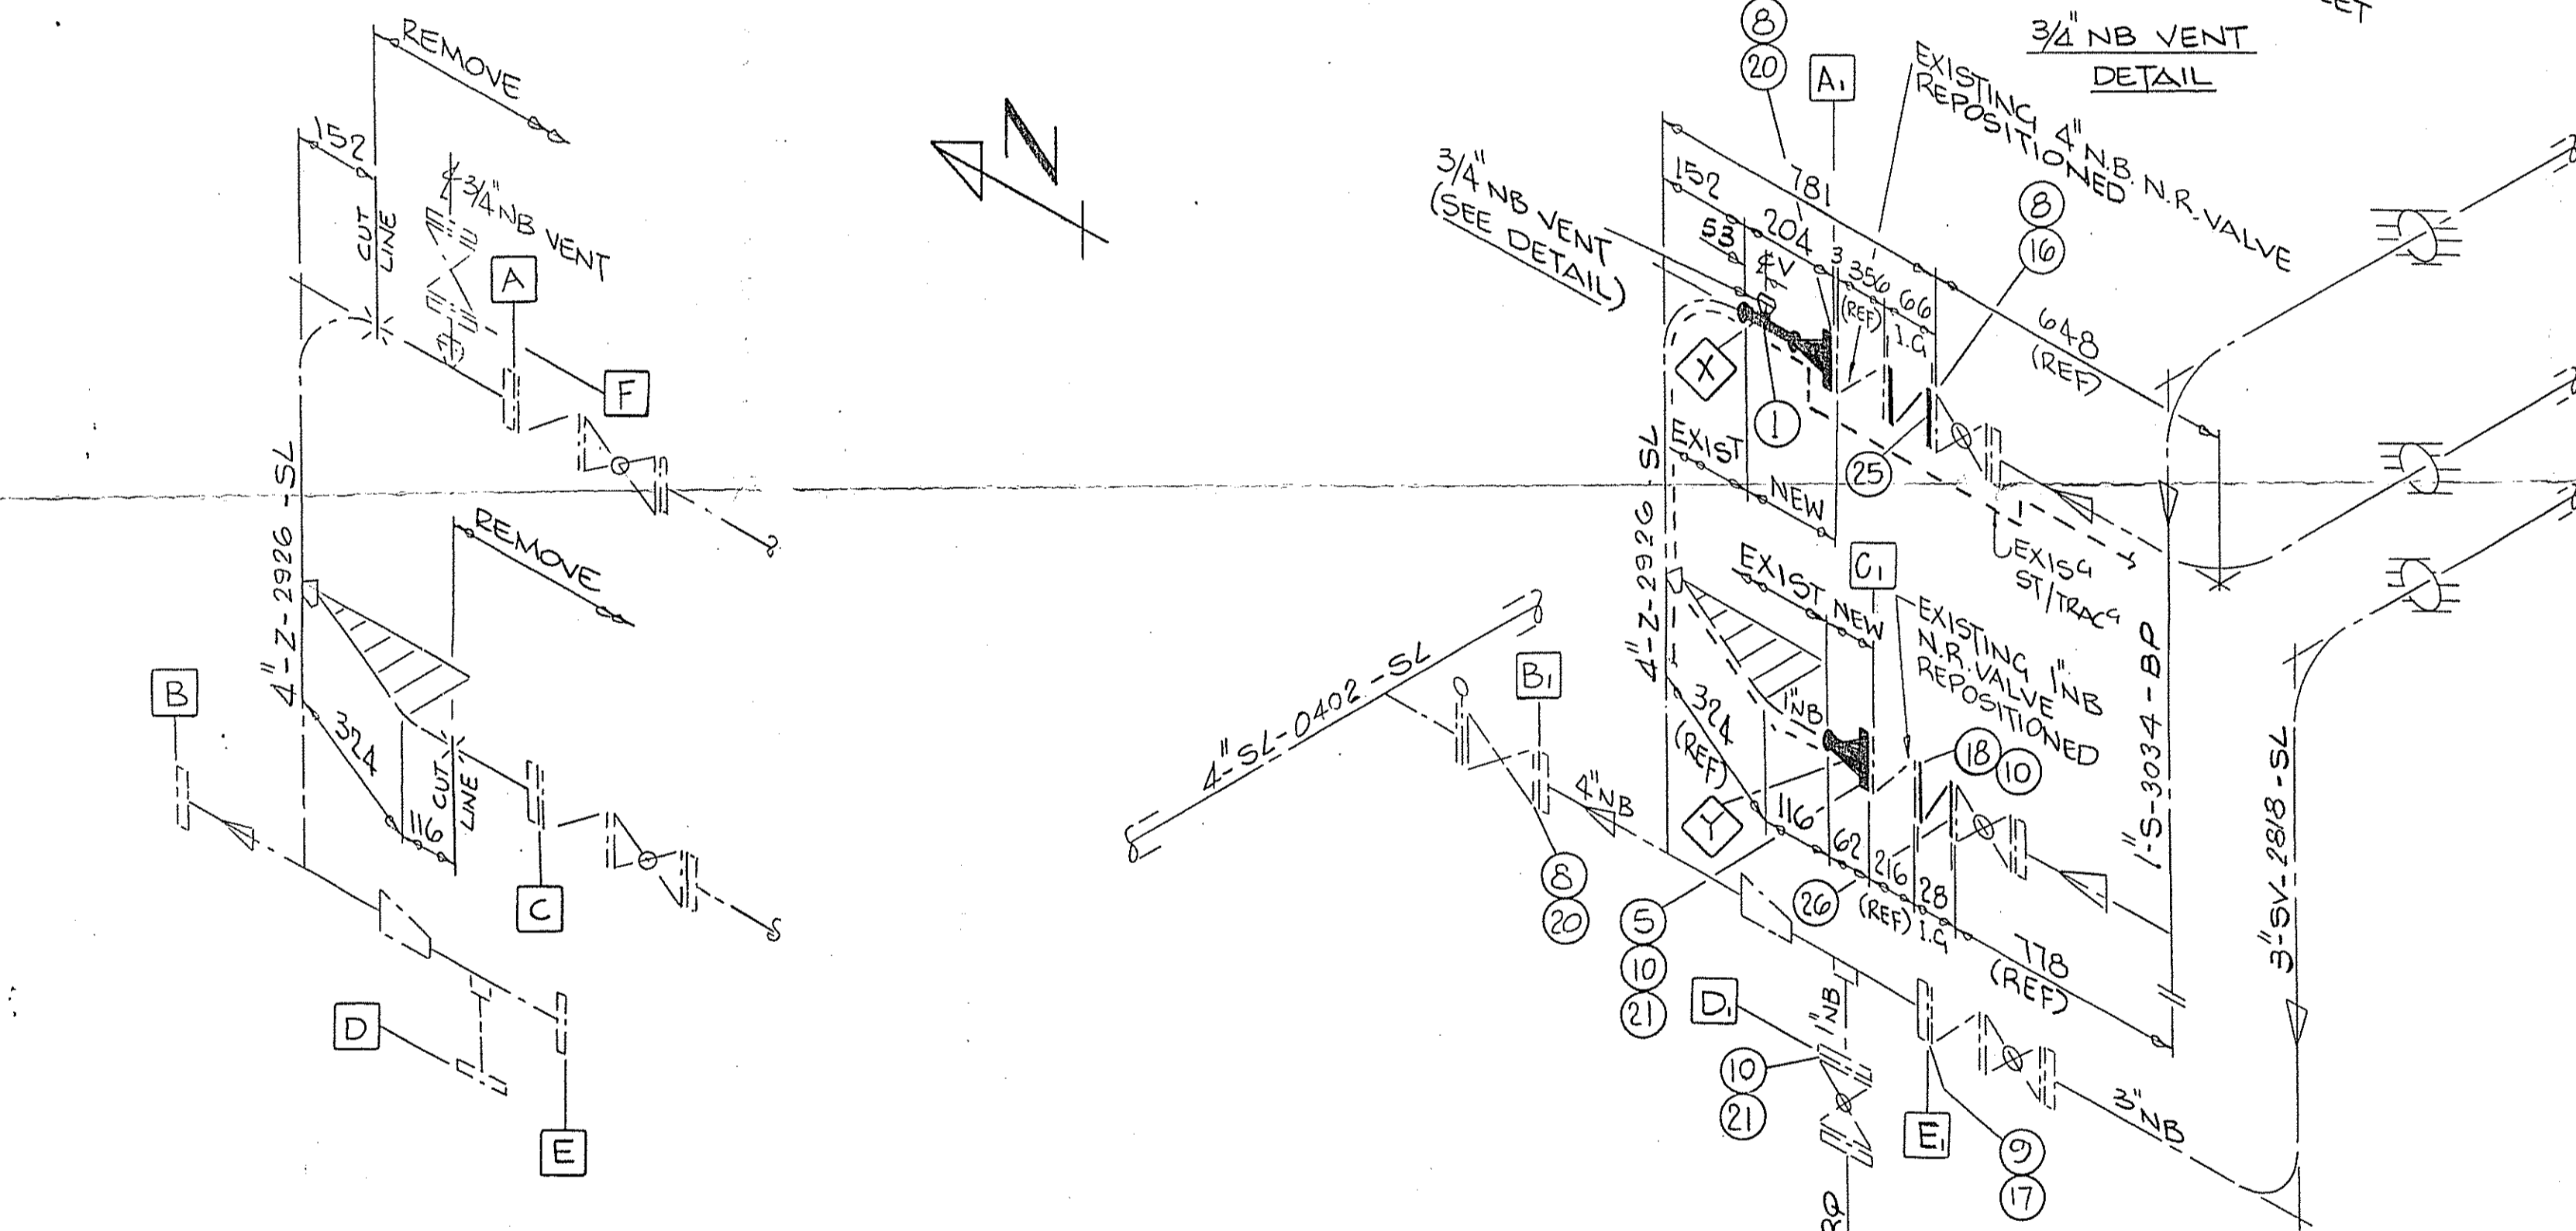 REMOVE
152
CUT
LINE
¢ 3/4" NB VENT
A
F
4"-Z-2926-SL
REMOVE
B
324
116
CUT
LINE
C
D
E
N
3/4" NB VENT
DETAIL
8
20
A1
EXISTING 4" N.B. N.R. VALVE
REPOSITIONED
3/4" NB VENT
(SEE DETAIL)
781
152
204
53
¢V
3
356
(REF)
66
I.G
8
16
648
(REF)
X
1
25
EXIST
NEW
4"-Z-2926-SL
EXISG
ST/TRACG
EXIST
NEW
C1
EXISTING 1"NB
N.R. VALVE
REPOSITIONED
18
10
1"-S-3034-BP
3"-SV-2818-SL
4"-SL-0402-SL
B1
4"NB
8
20
324
(REF)
1"NB
Y
116
62
216
(REF)
28
I.G
778
(REF)
26
5
10
21
D1
1"NB
10
21
E1
9
17
3"NB